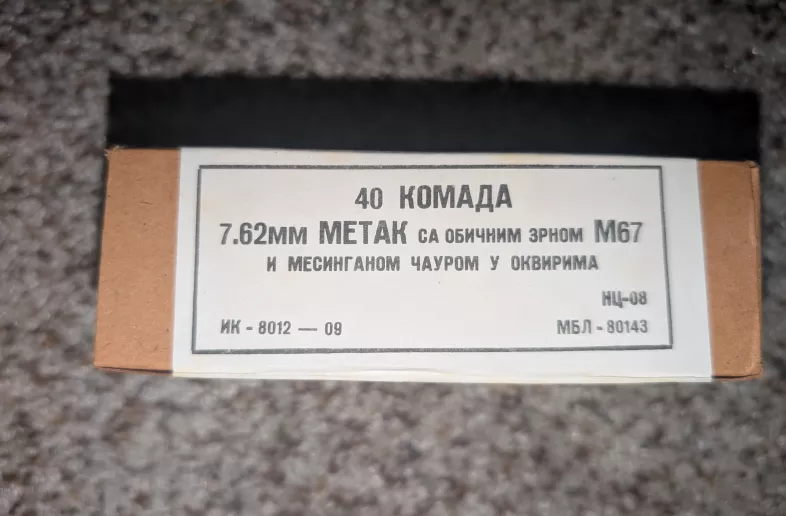 40 КОМАДА
7.62мм МЕТАК СА ОБИЧНИМ ЗРНОМ М67
И МЕСИНГАНОМ ЧАУРОМ У ОКВИРИМА
НЦ-08
ИК - 8012 — 09 МБЛ - 80143